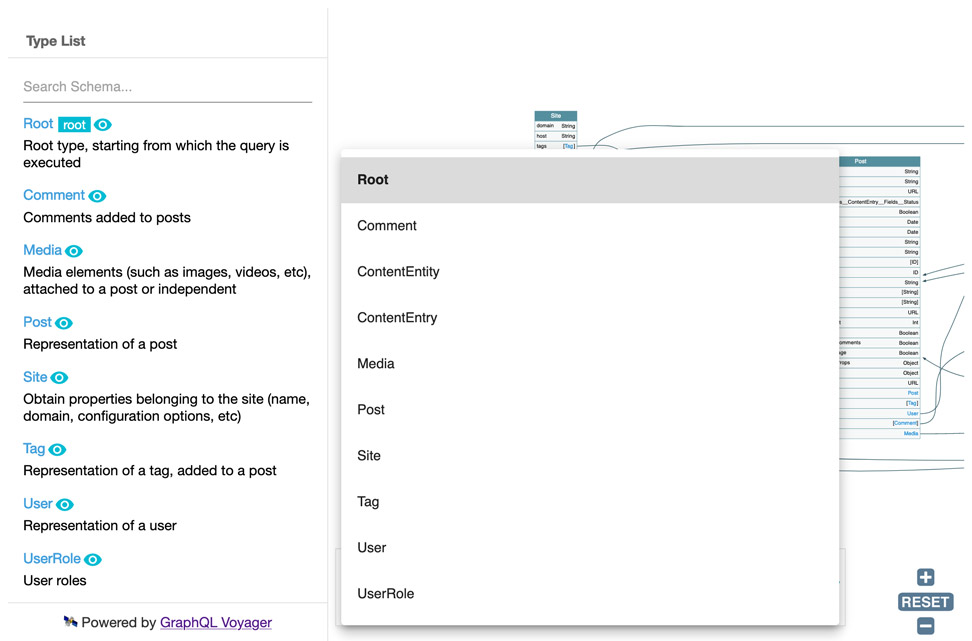 Type List
Search Schema...
Root root
Root type, starting from which the query is
executed
Comment
Comments added to posts
Media
Media elements (such as images, videos, etc),
attached to a post or independent
Post
Representation of a post
Site
Obtain properties belonging to the site (name,
domain, configuration options, etc)
Tag
Representation of a tag, added to a post
User
Representation of a user
UserRole
User roles
Powered by GraphQL Voyager
Site
domain String
host String
tags [Tag]
Root
Comment
ContentEntity
ContentEntry
Media
Post
Site
Tag
User
UserRole
Post
String
String
URL
s__ContentEntry__Fields__Status
Boolean
Date
Date
String
String
[ID]
ID
String
[String]
[String]
URL
Int
Boolean
omments Boolean
age Boolean
rops Object
Object
URL
Post
[Tag]
User
[Comment]
Media
RESET